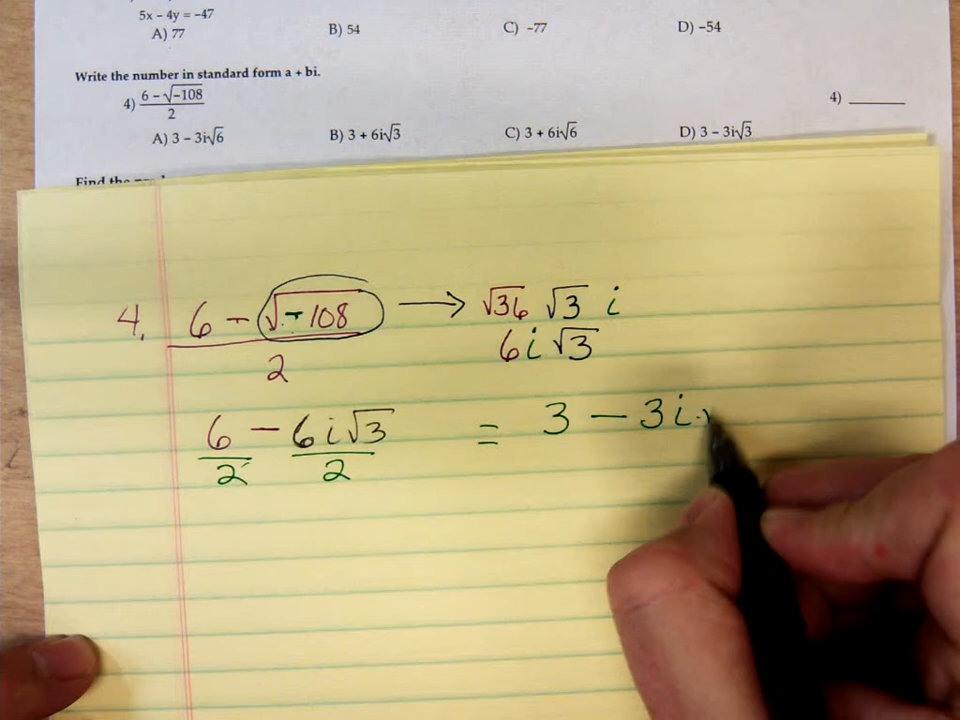 5x – 4y = –47
A) 77 B) 54 C) –77 D) –54
Write the number in standard form a + bi.
4) 6 – √–108 4) ______
2
A) 3 – 3i√6 B) 3 + 6i√3 C) 3 + 6i√6 D) 3 – 3i√3
Find the
4. 6 - √-108 → √36 √3 i
2 6i√3
6 - 6i√3 = 3 - 3i
2 2